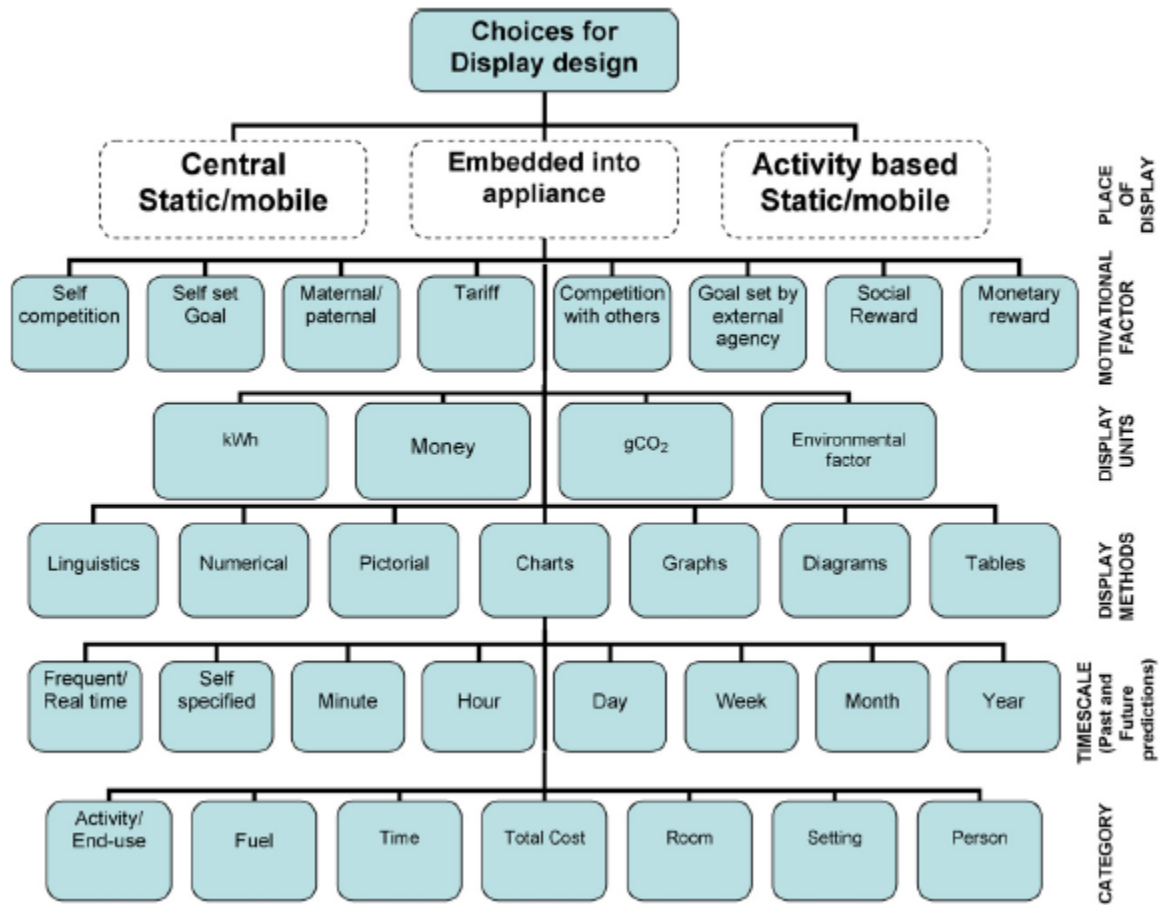 Choices for
Display design
Central
Static/mobile
Embedded into
appliance
Activity based
Static/mobile
PLACE
OF
DISPLAY
Self
competition
Self set
Goal
Maternal/
paternal
Tariff
Competition
with others
Goal set by
external
agency
Social
Reward
Monetary
reward
MOTIVATIONAL
FACTOR
kWh
Money
gCO₂
Environmental
factor
DISPLAY
UNITS
Linguistics
Numerical
Pictorial
Charts
Graphs
Diagrams
Tables
DISPLAY
METHODS
Frequent/
Real time
Self
specified
Minute
Hour
Day
Week
Month
Year
TIMESCALE
(Past and
Future
predictions)
Activity/
End-use
Fuel
Time
Total Cost
Room
Setting
Person
CATEGORY